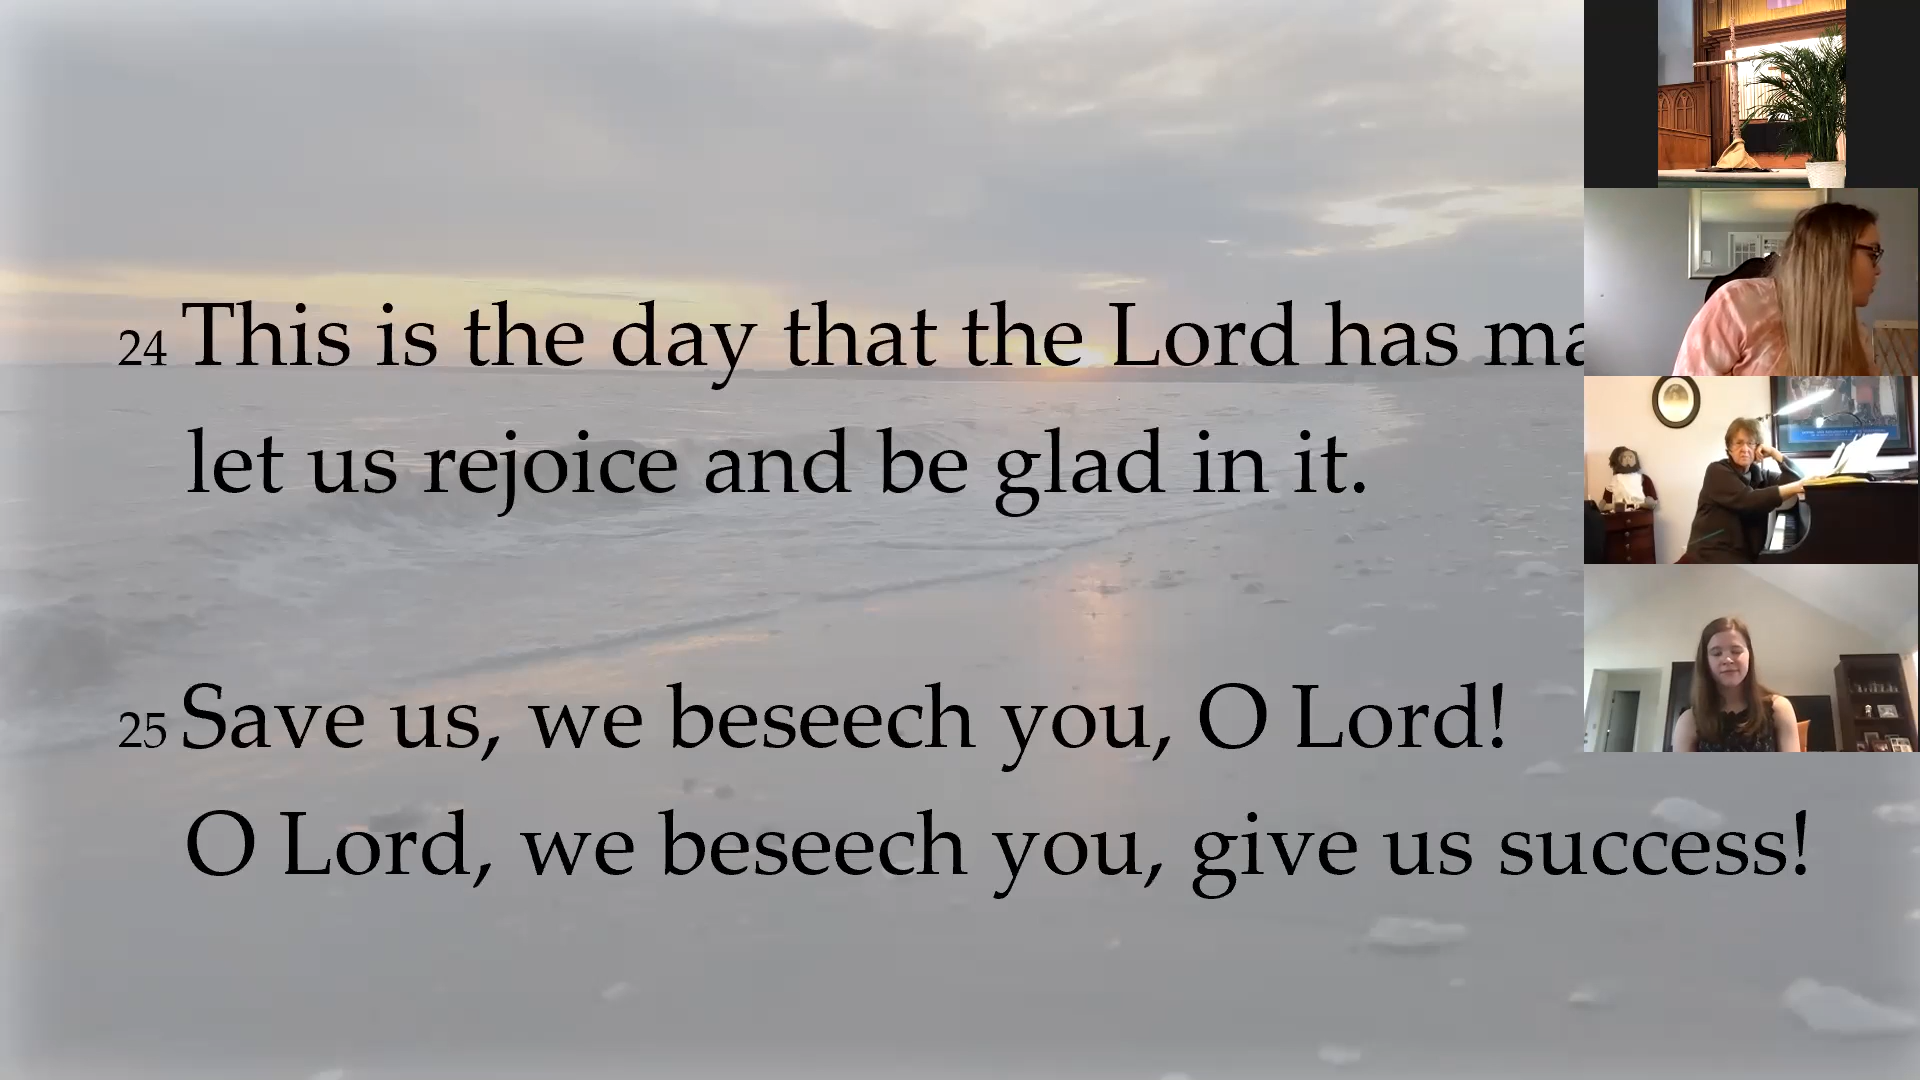 24 This is the day that the Lord has ma
let us rejoice and be glad in it.
25 Save us, we beseech you, O Lord!
O Lord, we beseech you, give us success!